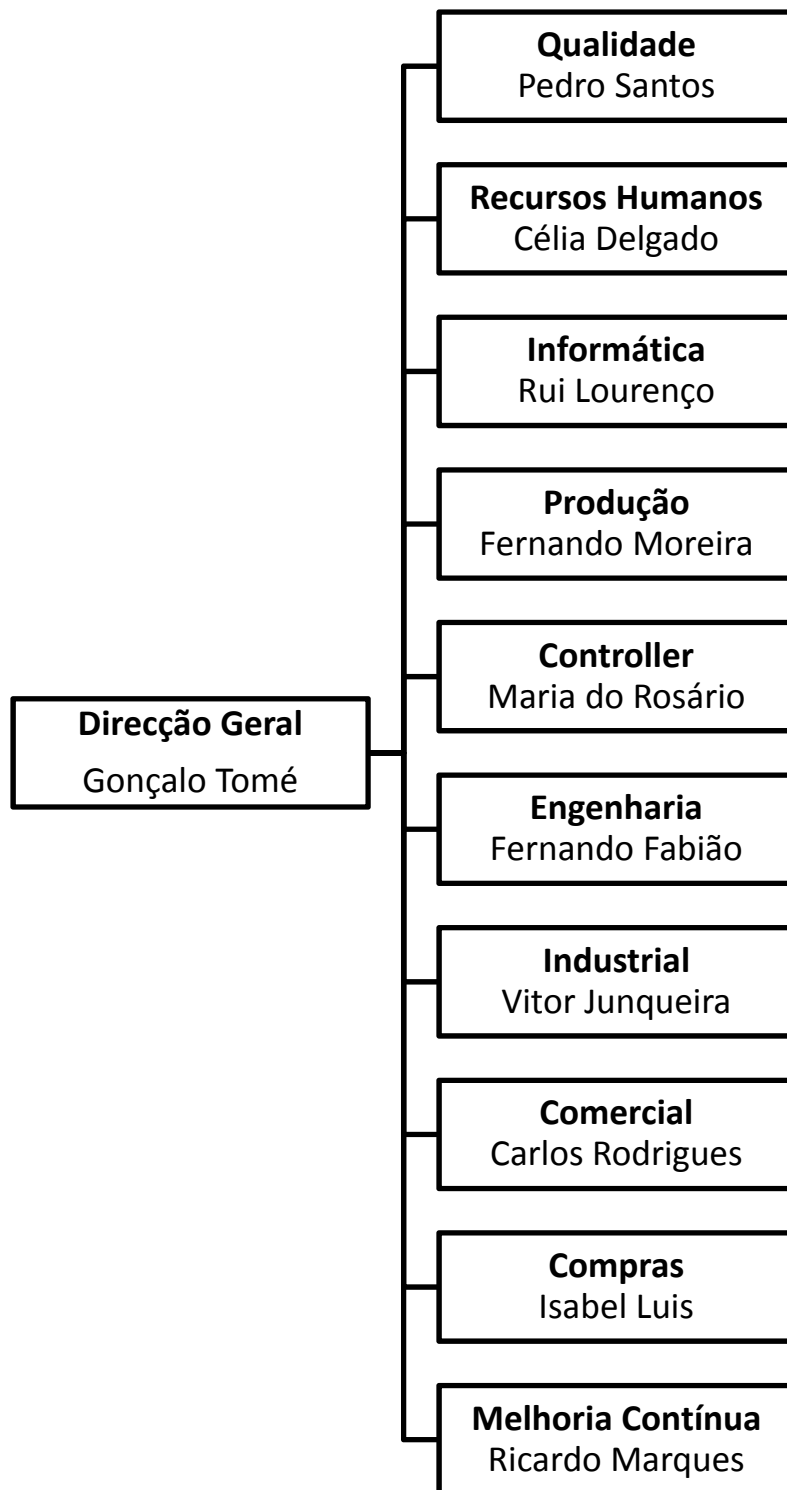 Qualidade
Pedro Santos
Recursos Humanos
Célia Delgado
Informática
Rui Lourenço
Produção
Fernando Moreira
Controller
Maria do Rosário
Direcção Geral
Gonçalo Tomé
Engenharia
Fernando Fabião
Industrial
Vitor Junqueira
Comercial
Carlos Rodrigues
Compras
Isabel Luis
Melhoria Contínua
Ricardo Marques